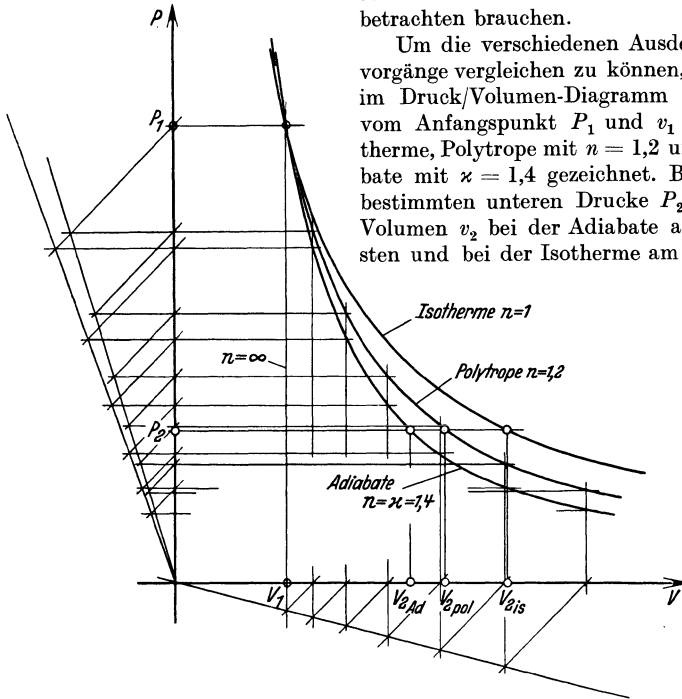 betrachten brauchen.
Um die verschiedenen Ausde
vorgänge vergleichen zu können,
im Druck/Volumen-Diagramm
vom Anfangspunkt P₁ und v₁
therme, Polytrope mit n = 1,2 u
bate mit ϰ = 1,4 gezeichnet. B
bestimmten unteren Drucke P₂
Volumen v₂ bei der Adiabate a
sten und bei der Isotherme am
P
P₁
Isotherme n=1
n=∞
Polytrope n=1,2
P₂
Adiabate
n=ϰ=1,4
V₁
V₂Ad
V₂pol
V₂is
V